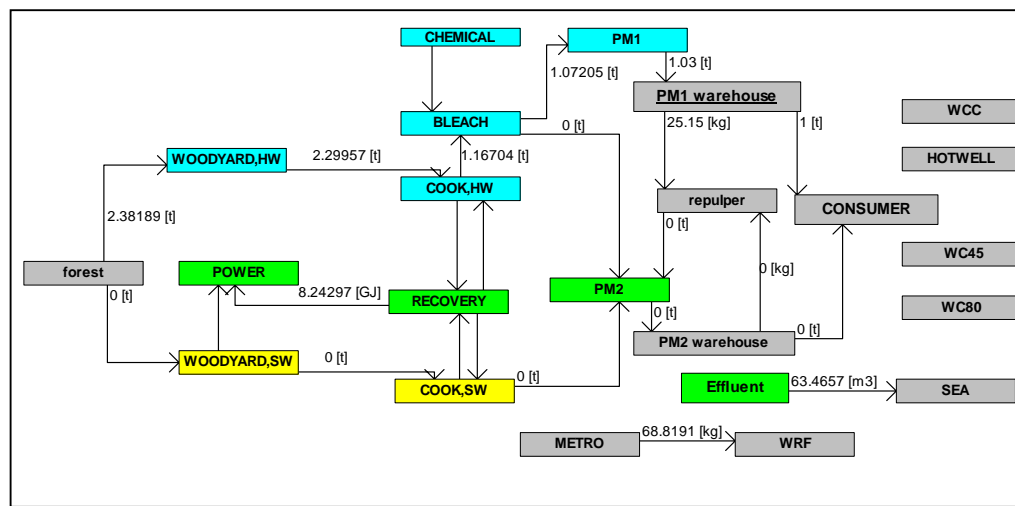 CHEMICAL
PM1
1.07205 [t]
1.03 [t]
PM1 warehouse
WCC
BLEACH
25.15 [kg]
1 [t]
0 [t]
WOODYARD,HW
2.29957 [t]
1.16704 [t]
HOTWELL
COOK,HW
repulper
CONSUMER
2.38189 [t]
0 [t]
forest
POWER
WC45
0 [kg]
8.24297 [GJ]
RECOVERY
PM2
WC80
0 [t]
0 [t]
PM2 warehouse
0 [t]
WOODYARD,SW
0 [t]
COOK,SW
0 [t]
Effluent
63.4657 [m3]
SEA
METRO
68.8191 [kg]
WRF